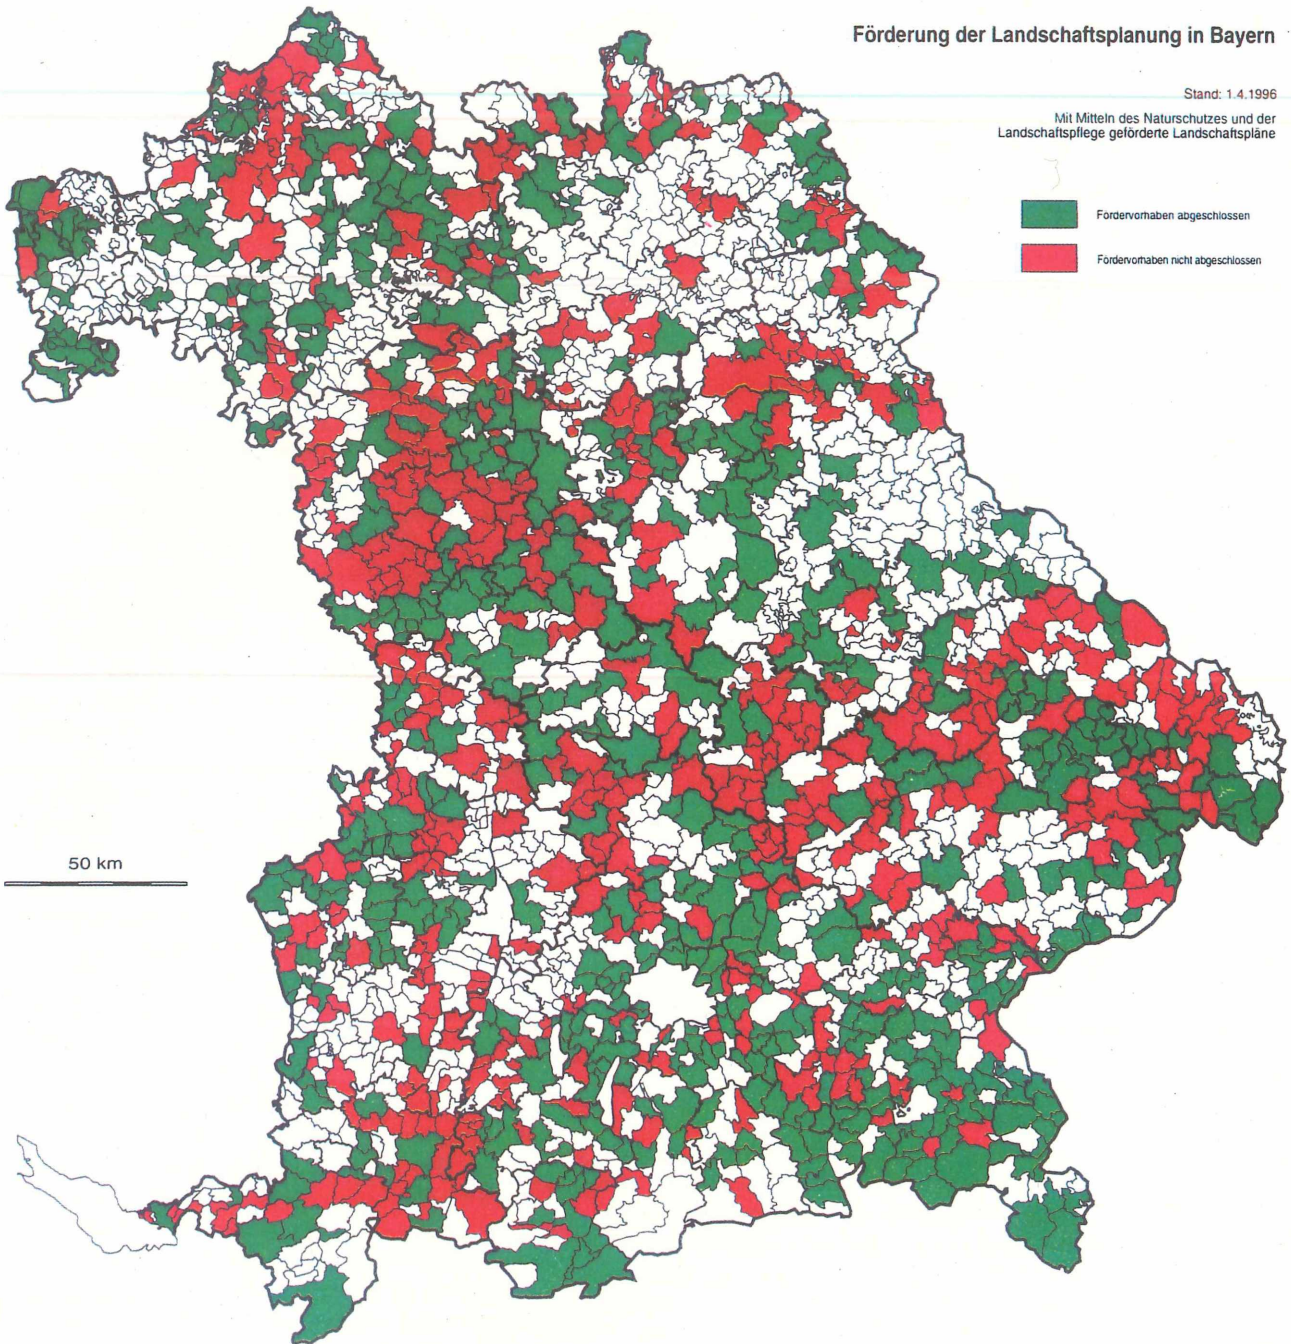 Förderung der Landschaftsplanung in Bayern
Stand: 1.4.1996
Mit Mitteln des Naturschutzes und der
Landschaftspflege geförderte Landschaftspläne
Fördervorhaben abgeschlossen
Fördervorhaben nicht abgeschlossen
50 km